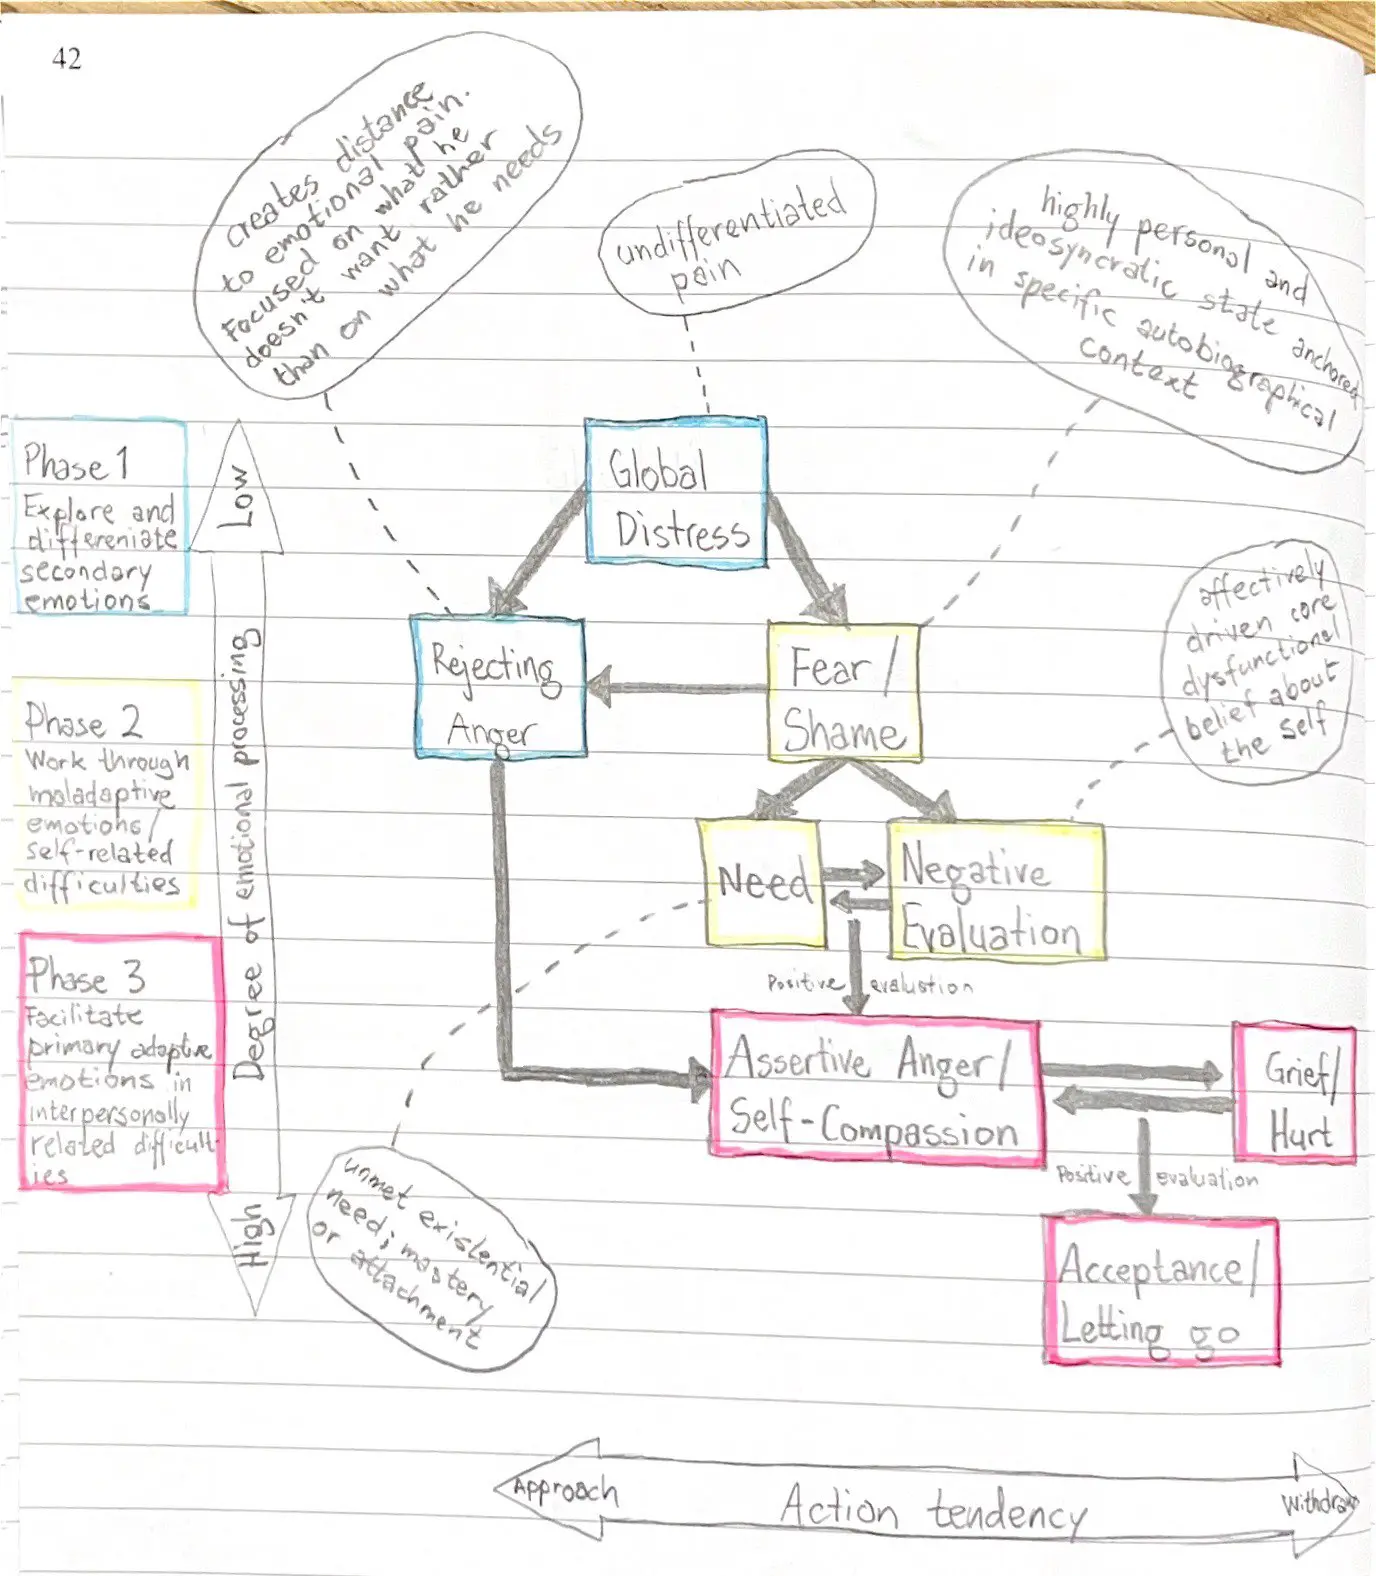 42
creates distance
to emotional pain.
Focused on what he
doesn't want rather
than on what he needs
undifferentiated
pain
highly personal and
ideosyncratic state anchored
in specific autobiographical
context
Phase 1
Explore and
differeniate
secondary
emotions
Low
Global
Distress
affectively
driven core
dysfunctional
belief about
the self
Rejecting
Anger
Fear/
Shame
Phase 2
Work through
maladaptive
emotions/
self-related
difficulties
Degree of emotional processing
Need
Negative
Evaluation
Positive evaluation
Phase 3
Facilitate
primary adaptive
emotions in
interpersonally
related difficult-
ies
Assertive Anger/
Self-Compassion
Grief/
Hurt
Positive evaluation
High
unmet existential
need; mastery
or attachment
Acceptance/
Letting go
Approach
Action tendency
Withdraw